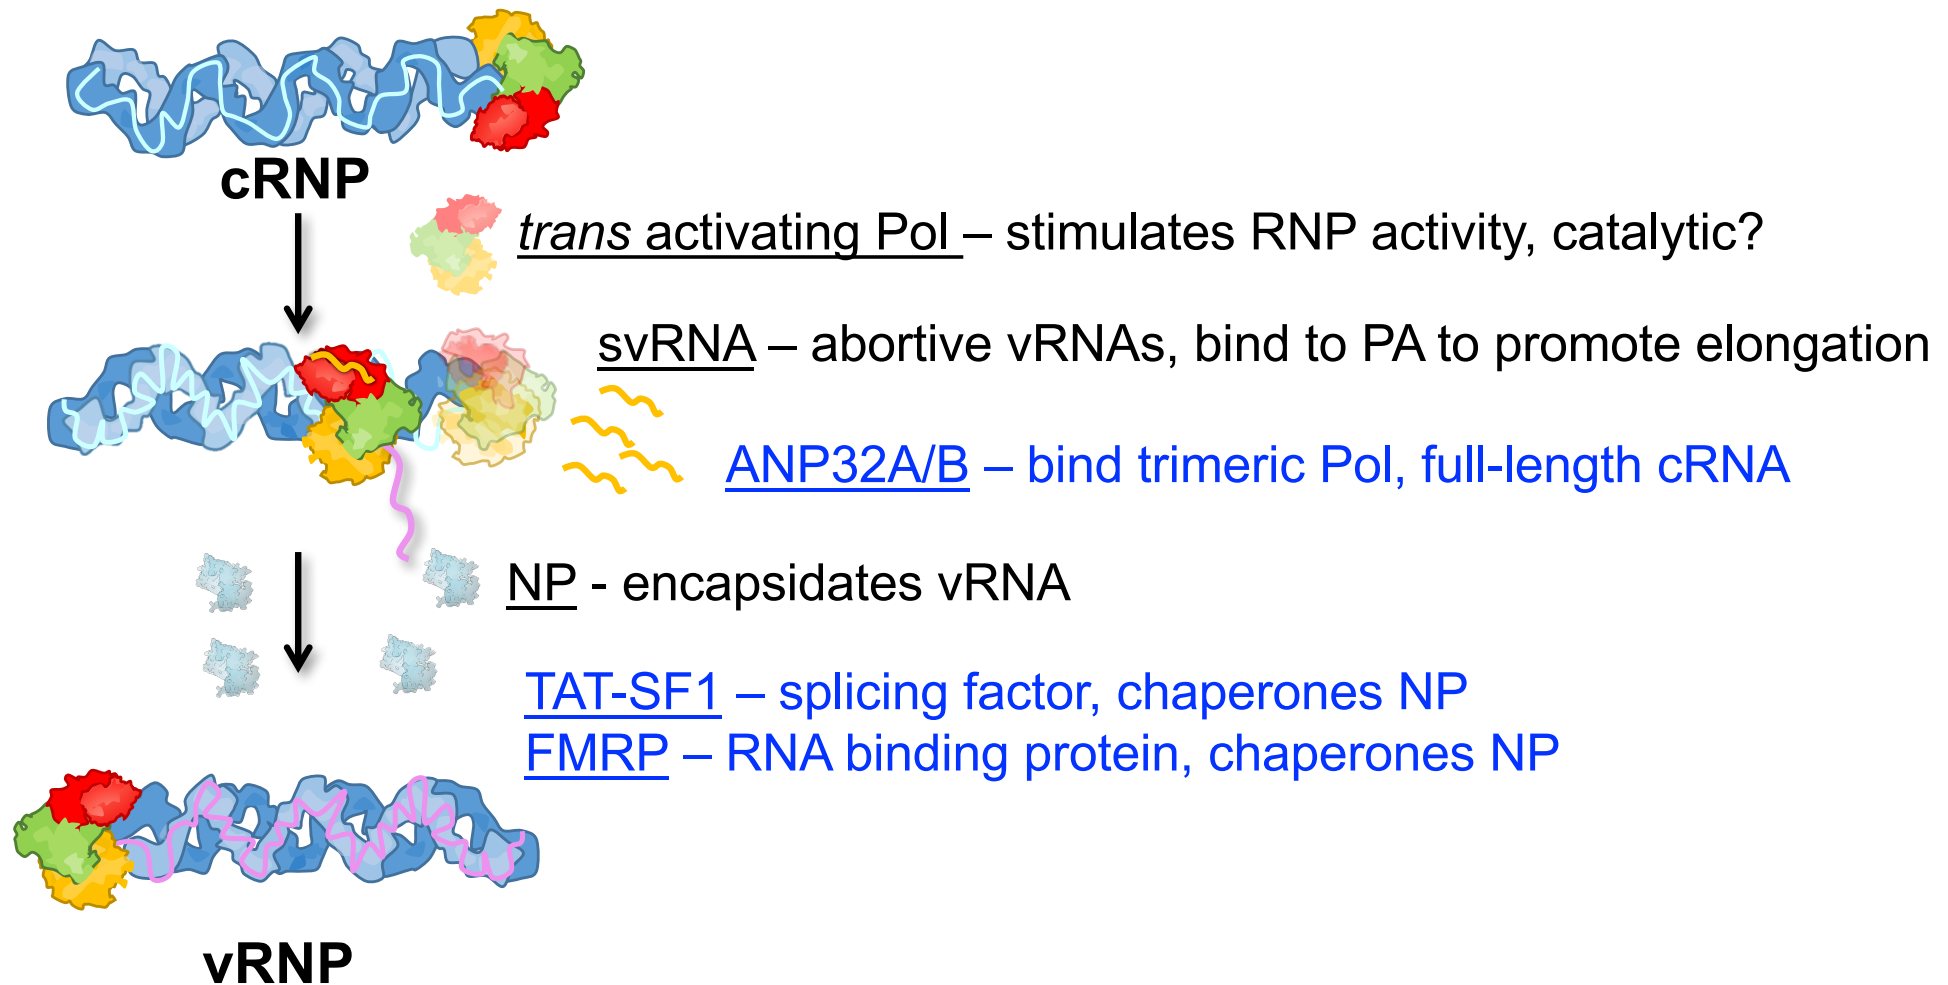 cRNP
trans activating Pol – stimulates RNP activity, catalytic?
svRNA – abortive vRNAs, bind to PA to promote elongation
ANP32A/B – bind trimeric Pol, full-length cRNA
NP - encapsidates vRNA
TAT-SF1 – splicing factor, chaperones NP
FMRP – RNA binding protein, chaperones NP
vRNP